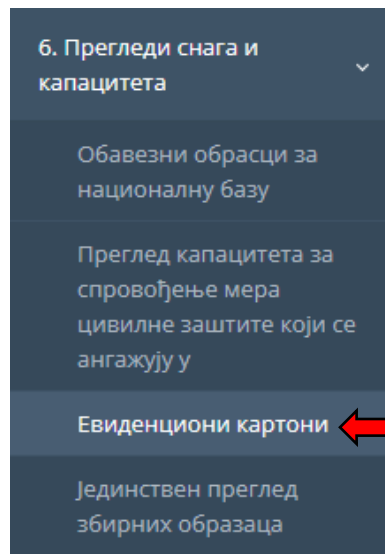 6. Прегледи снага и
капацитета
Обавезни обрасци за
националну базу
Преглед капацитета за
спровођење мера
цивилне заштите који се
ангажују у
Евиденциони картони
Јединствен преглед
збирних образаца